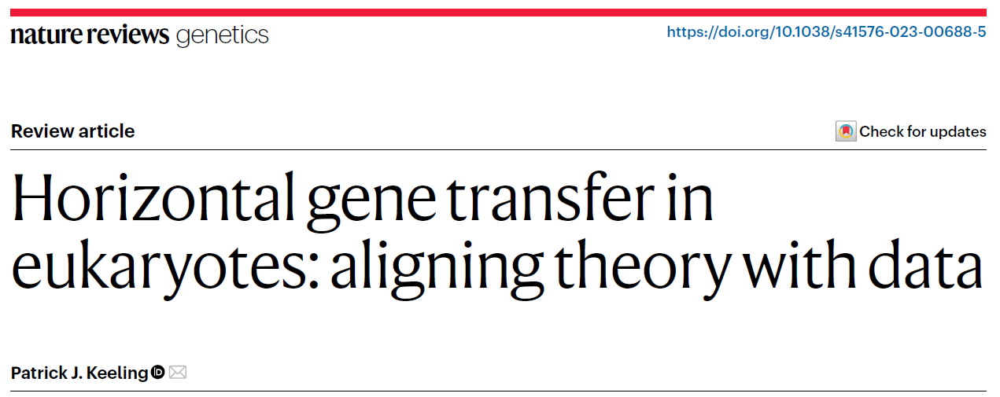 nature reviews genetics
https://doi.org/10.1038/s41576-023-00688-5
Review article
Check for updates
Horizontal gene transfer in
eukaryotes: aligning theory with data
Patrick J. Keeling